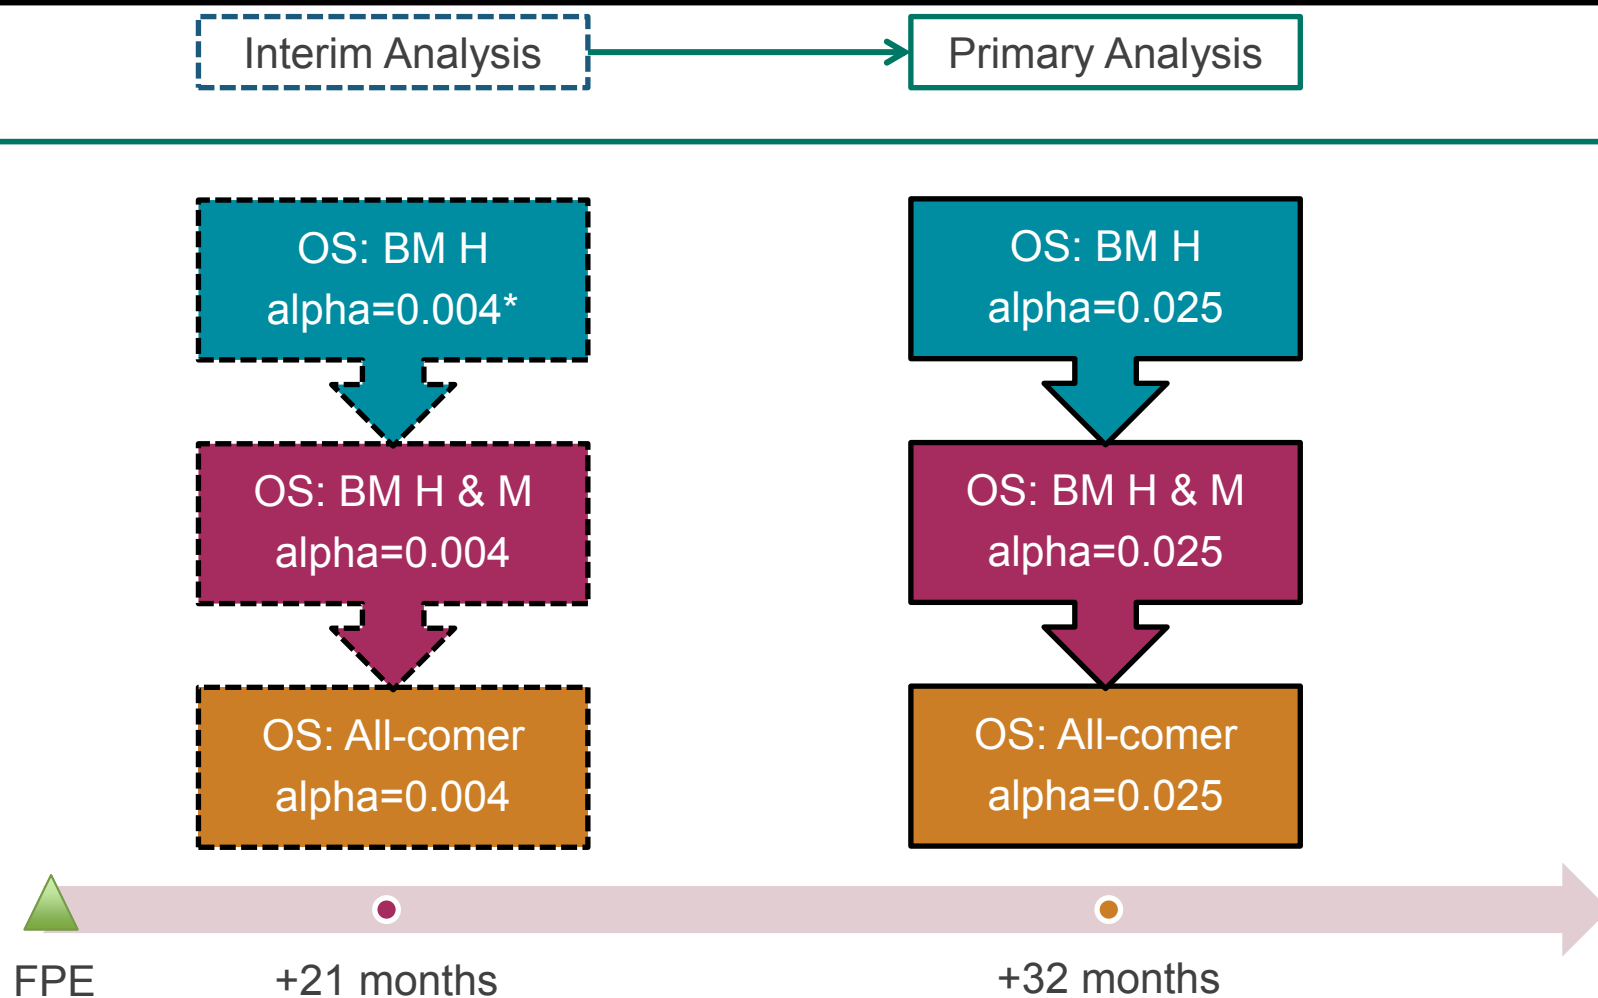 Interim Analysis
Primary Analysis
OS: BM H
alpha=0.004*
OS: BM H
alpha=0.025
OS: BM H & M
alpha=0.004
OS: BM H & M
alpha=0.025
OS: All-comer
alpha=0.004
OS: All-comer
alpha=0.025
FPE
+21 months
+32 months